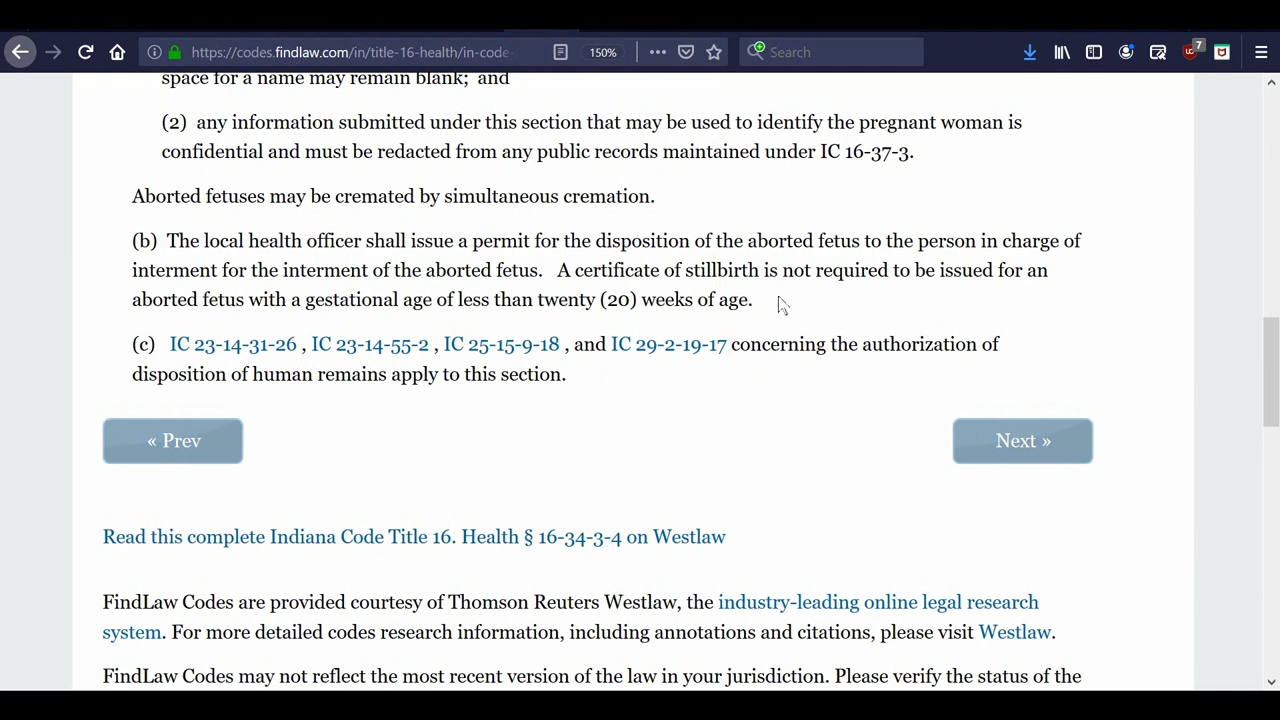 https://codes.findlaw.com/in/title-16-health/in-code-
150%
Search
7
space for a name may remain blank; and
(2) any information submitted under this section that may be used to identify the pregnant woman is
confidential and must be redacted from any public records maintained under IC 16-37-3.
Aborted fetuses may be cremated by simultaneous cremation.
(b) The local health officer shall issue a permit for the disposition of the aborted fetus to the person in charge of
interment for the interment of the aborted fetus. A certificate of stillbirth is not required to be issued for an
aborted fetus with a gestational age of less than twenty (20) weeks of age.
(c) IC 23-14-31-26 , IC 23-14-55-2 , IC 25-15-9-18 , and IC 29-2-19-17 concerning the authorization of
disposition of human remains apply to this section.
« Prev
Next »
Read this complete Indiana Code Title 16. Health § 16-34-3-4 on Westlaw
FindLaw Codes are provided courtesy of Thomson Reuters Westlaw, the industry-leading online legal research
system. For more detailed codes research information, including annotations and citations, please visit Westlaw.
FindLaw Codes may not reflect the most recent version of the law in your jurisdiction. Please verify the status of the